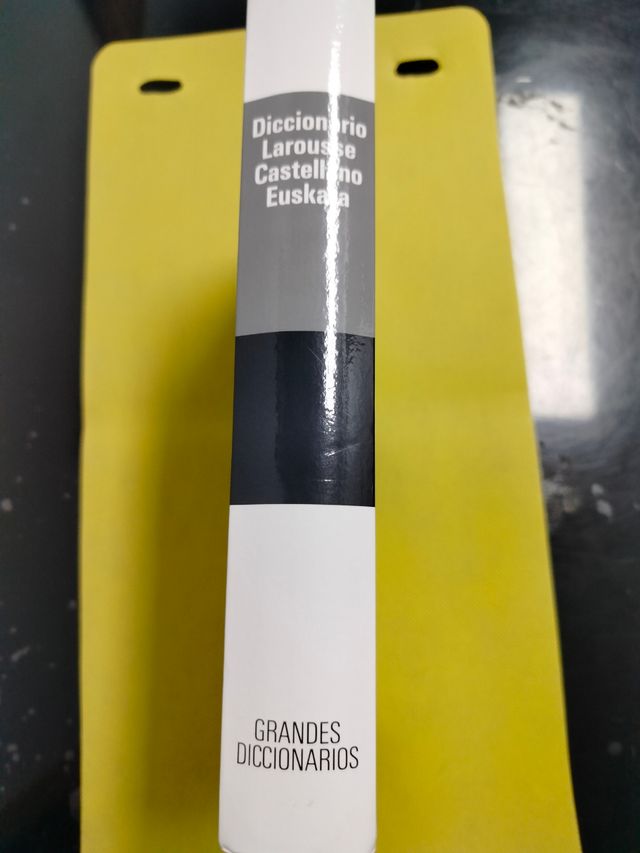 Diccionario
Larousse
Castellano
Euskara
GRANDES
DICCIONARIOS